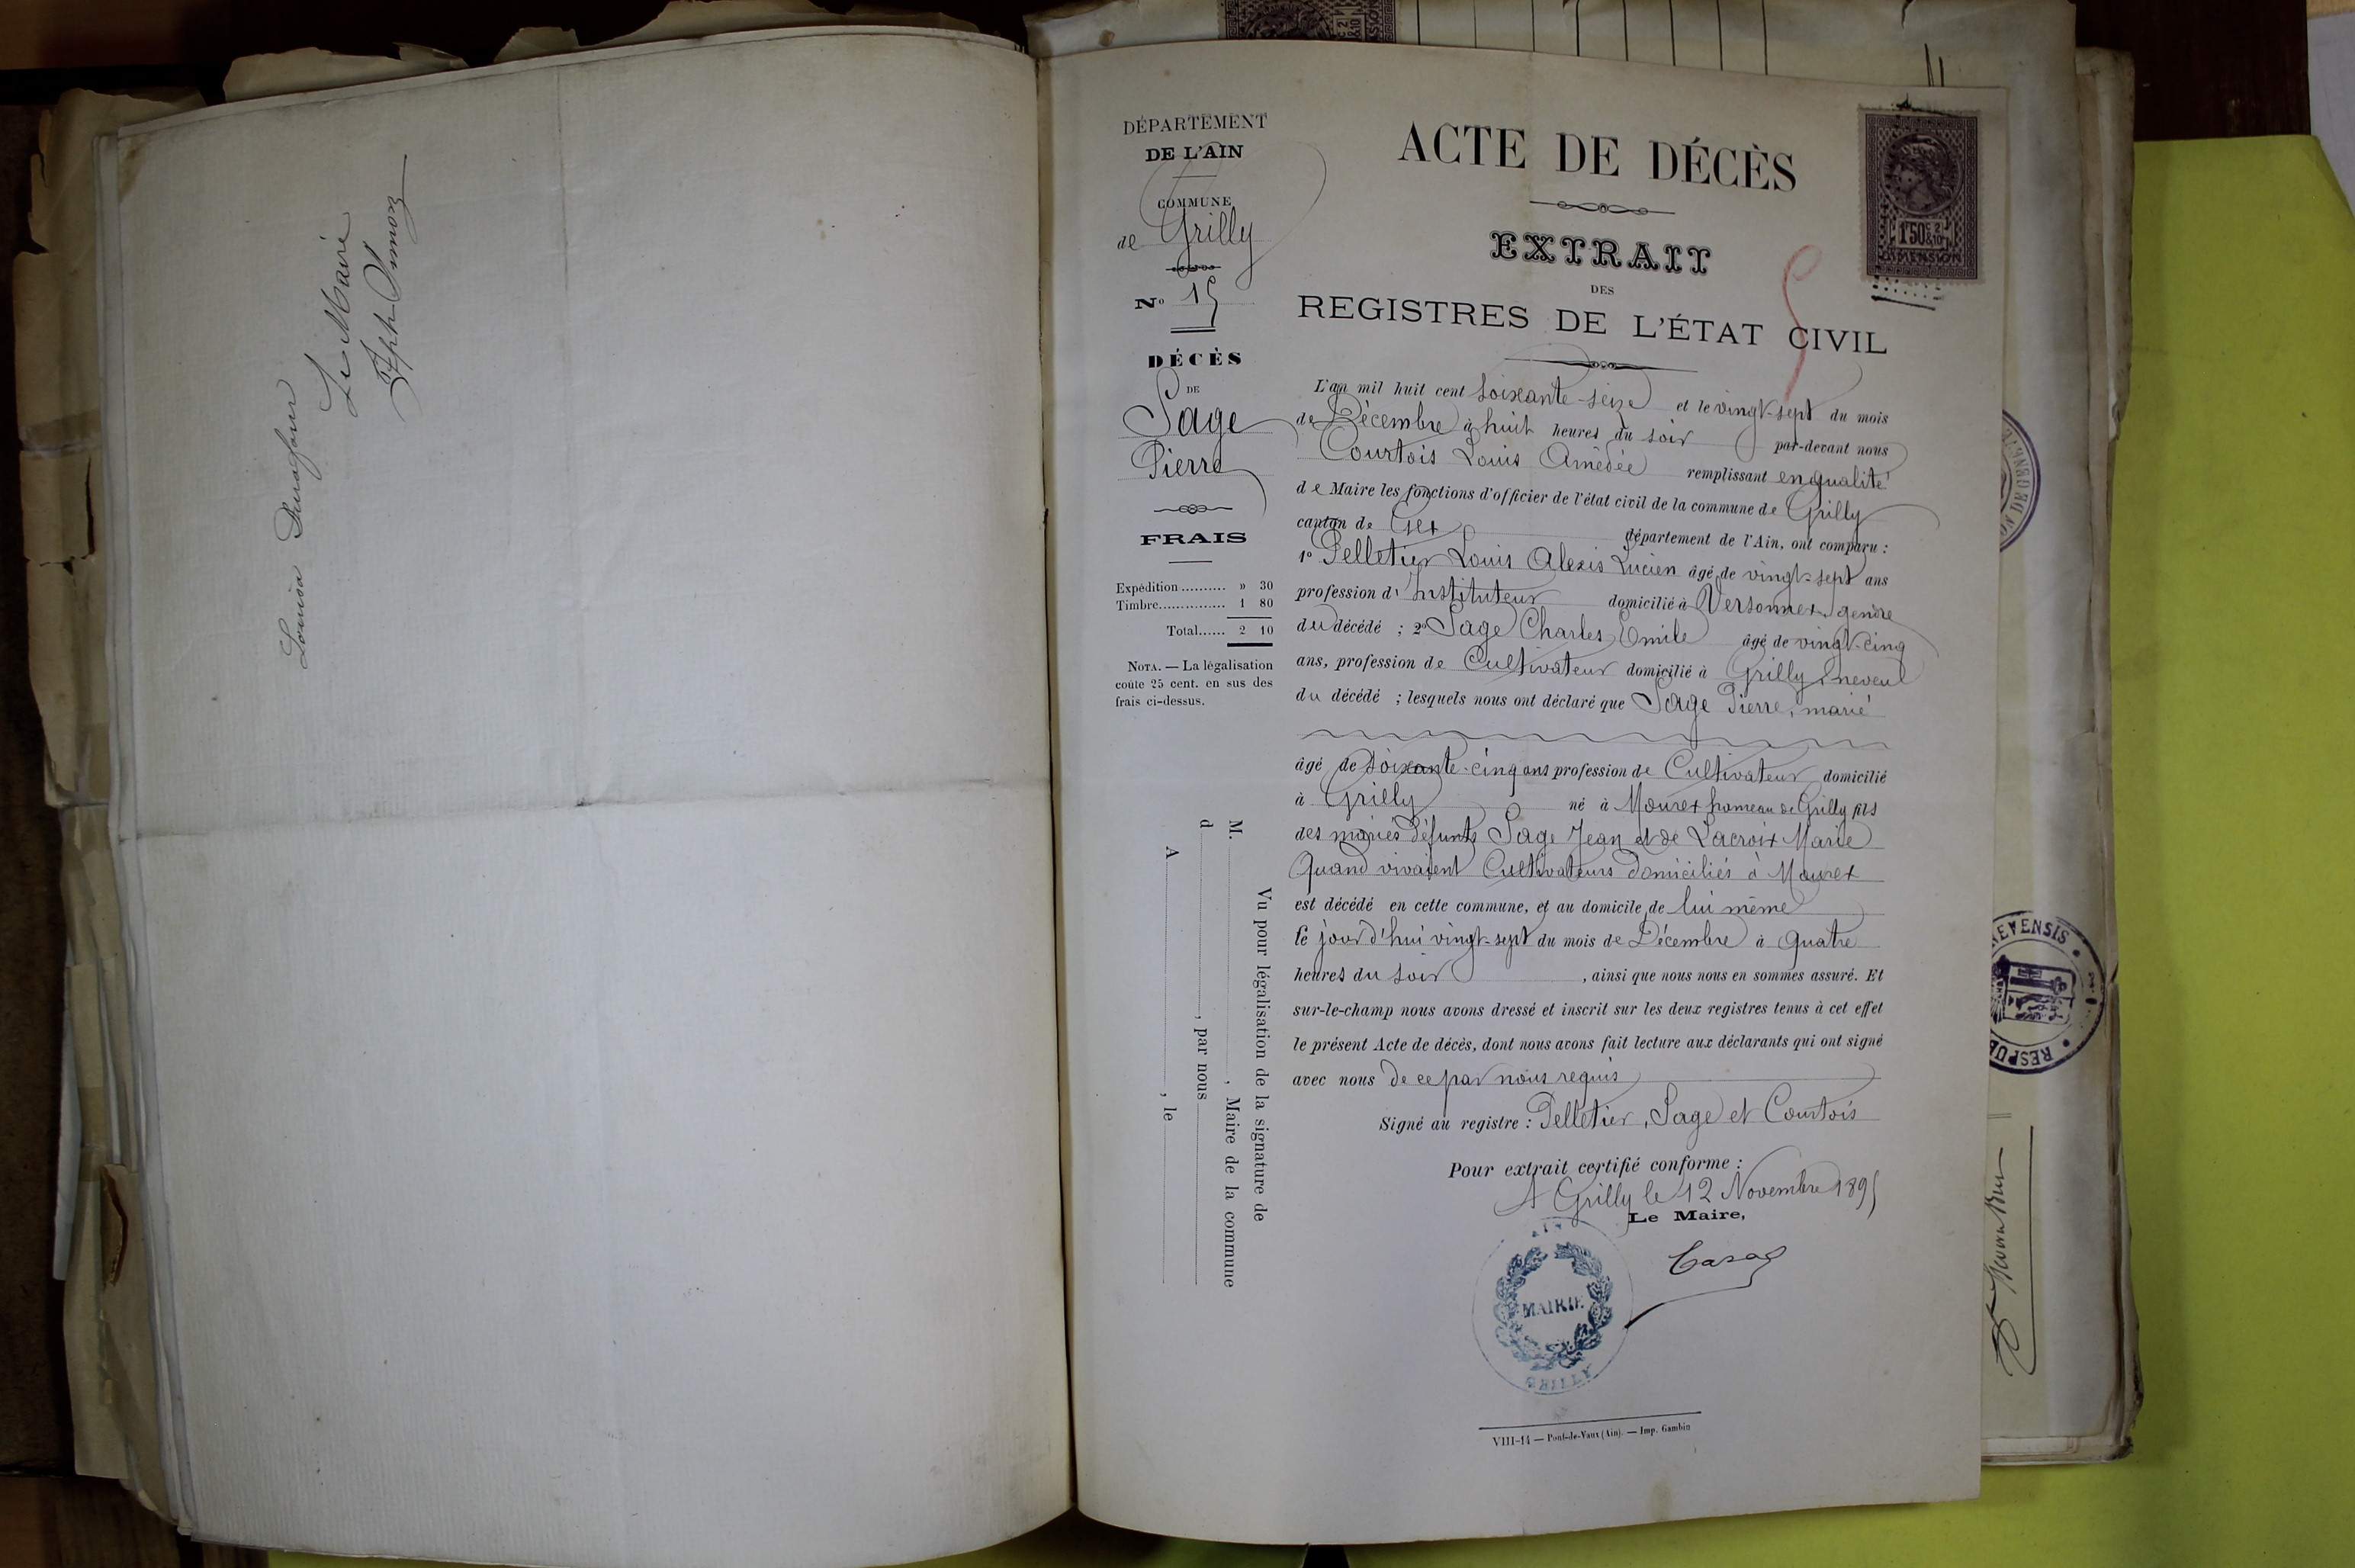 Louisa Duraffour
Le Maire
DÉPARTEMENT
DE L'AIN
COMMUNE
de Grilly
N° 15
DÉCÈS
DE
Sage
Pierre
FRAIS
Expédition .......... » 30
Timbre............... 1 80
Total...... 2 10
NOTA. — La légalisation
coûte 25 cent. en sus des
frais ci-dessus.
Vu pour légalisation de la signature de
M. , Maire de la commune
d , par nous
A , le
ACTE DE DÉCÈS
EXTRAIT
DES
REGISTRES DE L'ÉTAT CIVIL
1F50c 2/10
DIMENSION
L'an mil huit cent soixante-seize et le vingt-sept du mois
de Décembre à huit heures du soir par-devant nous
Courtois Louis Amédée remplissant en qualité
de Maire les fonctions d'officier de l'état civil de la commune de Grilly
canton de Gex département de l'Ain, ont comparu :
1° Pelletier Louis Alexis Lucien âgé de vingt-sept ans
profession d'Instituteur domicilié à Versonnex, gendre
du décédé ; 2° Sage Charles Emile âgé de vingt-cinq
ans, profession de Cultivateur domicilié à Grilly, neveu
du décédé ; lesquels nous ont déclaré que Sage Pierre, marié
âgé de soixante-cinq ans profession de Cultivateur domicilié
à Grilly né à Mourex hameau de Grilly fils
des mariés défunts Sage Jean et de Lacroix Marie
Quand vivaient Cultivateurs domiciliés à Mourex
est décédé en cette commune, et au domicile de lui même
le jourd'hui vingt-sept du mois de Décembre à quatre
heures du soir , ainsi que nous nous en sommes assuré. Et
sur-le-champ nous avons dressé et inscrit sur les deux registres tenus à cet effet
le présent Acte de décès, dont nous avons fait lecture aux déclarants qui ont signé
avec nous de ce par nous requis
Signé au registre : Pelletier, Sage et Courtois
Pour extrait certifié conforme :
A Grilly le 12 Novembre 1895
Le Maire,
AIN
MAIRIE
GRILLY
VIII-14 — Pont-de-Vaux (Ain). — Imp. Gambin